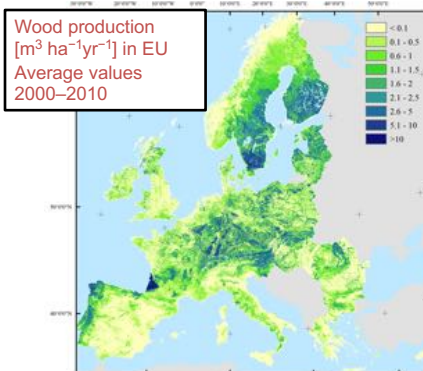 Wood production
[m³ ha⁻¹yr⁻¹] in EU
Average values
2000–2010
< 0.1
0.1 - 0.5
0.6 - 1
1.1 - 1.5
1.6 - 2
2.1 - 2.5
2.6 - 5
5.1 - 10
>10